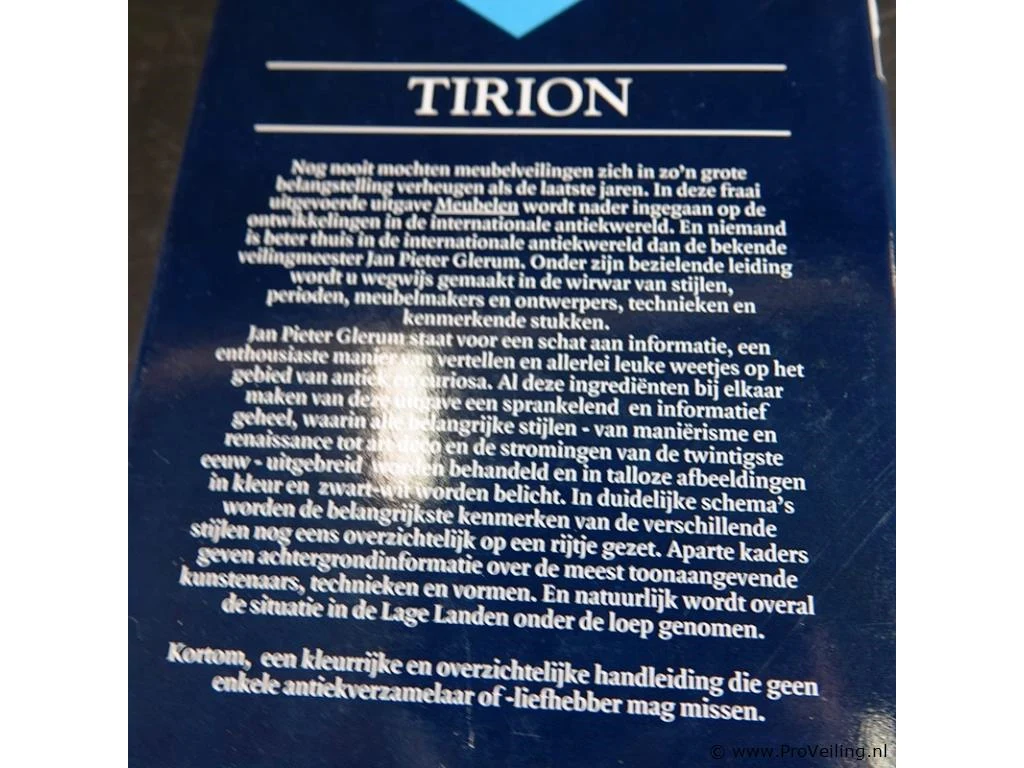 TIRION
Nog nooit mochten meubelveilingen zich in zo'n grote
belangstelling verheugen als de laatste jaren. In deze fraai
uitgevoerde uitgave Meubelen wordt nader ingegaan op de
ontwikkelingen in de internationale antiekwereld. En niemand
is beter thuis in de internationale antiekwereld dan de bekende
veilingmeester Jan Pieter Glerum. Onder zijn bezielende leiding
wordt u wegwijs gemaakt in de wirwar van stijlen,
perioden, meubelmakers en ontwerpers, technieken en
kenmerkende stukken.
Jan Pieter Glerum staat voor een schat aan informatie, een
enthousiaste manier van vertellen en allerlei leuke weetjes op het
gebied van antiek en curiosa. Al deze ingrediënten bij elkaar
maken van deze uitgave een sprankelend en informatief
geheel, waarin alle belangrijke stijlen - van maniërisme en
renaissance tot art-deco en de stromingen van de twintigste
eeuw - uitgebreid worden behandeld en in talloze afbeeldingen
in kleur en zwart-wit worden belicht. In duidelijke schema's
worden de belangrijkste kenmerken van de verschillende
stijlen nog eens overzichtelijk op een rijtje gezet. Aparte kaders
geven achtergrondinformatie over de meest toonaangevende
kunstenaars, technieken en vormen. En natuurlijk wordt overal
de situatie in de Lage Landen onder de loep genomen.
Kortom, een kleurrijke en overzichtelijke handleiding die geen
enkele antiekverzamelaar of -liefhebber mag missen.
© www.ProVeiling.nl